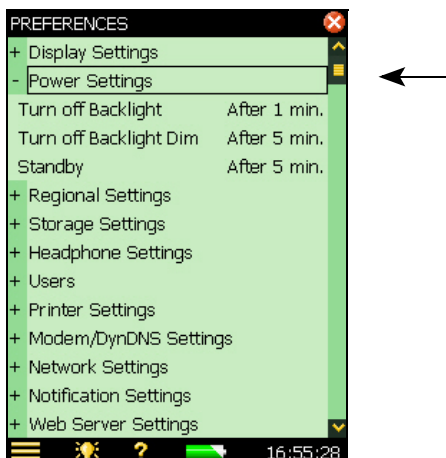 PREFERENCES
+ Display Settings
- Power Settings
Turn off Backlight After 1 min.
Turn off Backlight Dim After 5 min.
Standby After 5 min.
+ Regional Settings
+ Storage Settings
+ Headphone Settings
+ Users
+ Printer Settings
+ Modem/DynDNS Settings
+ Network Settings
+ Notification Settings
+ Web Server Settings
? 16:55:28